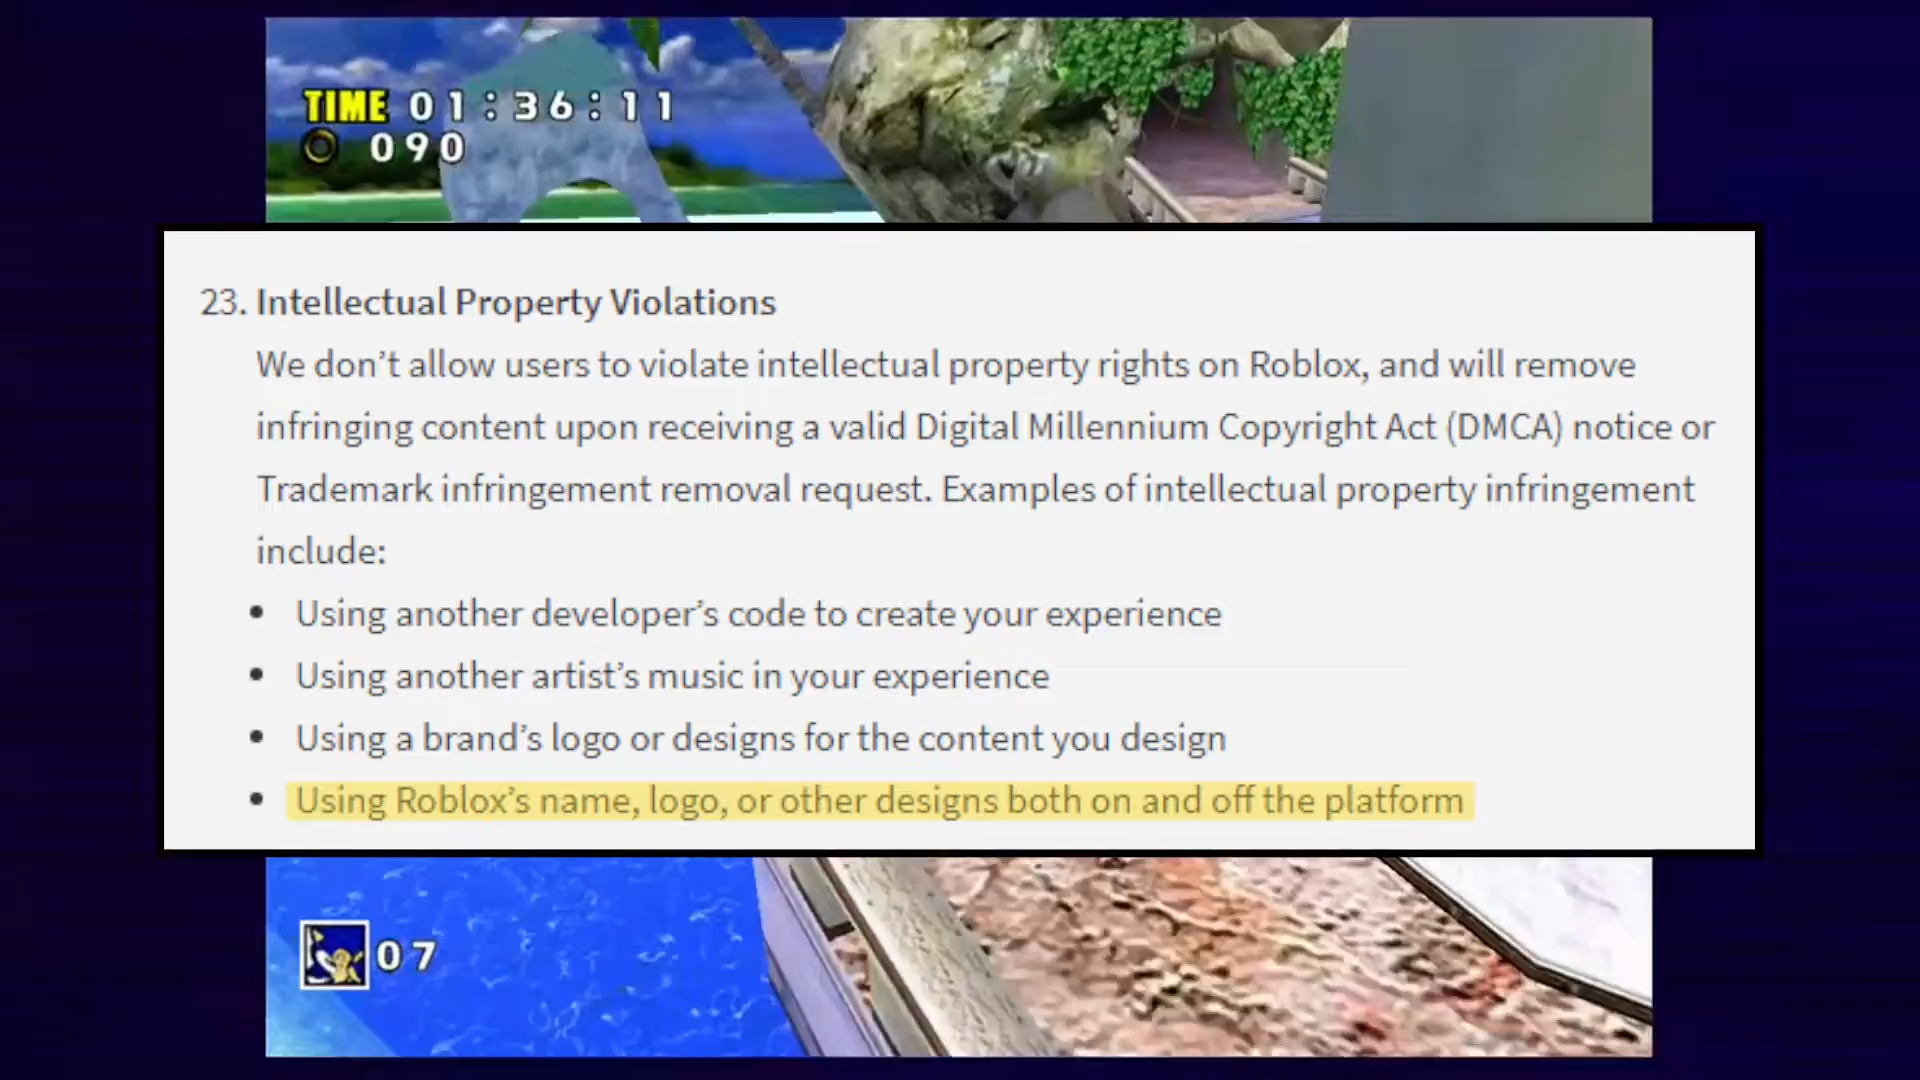 TIME 01:36:11
090
23. Intellectual Property Violations
We don’t allow users to violate intellectual property rights on Roblox, and will remove
infringing content upon receiving a valid Digital Millennium Copyright Act (DMCA) notice or
Trademark infringement removal request. Examples of intellectual property infringement
include:
• Using another developer’s code to create your experience
• Using another artist’s music in your experience
• Using a brand’s logo or designs for the content you design
• Using Roblox’s name, logo, or other designs both on and off the platform
07